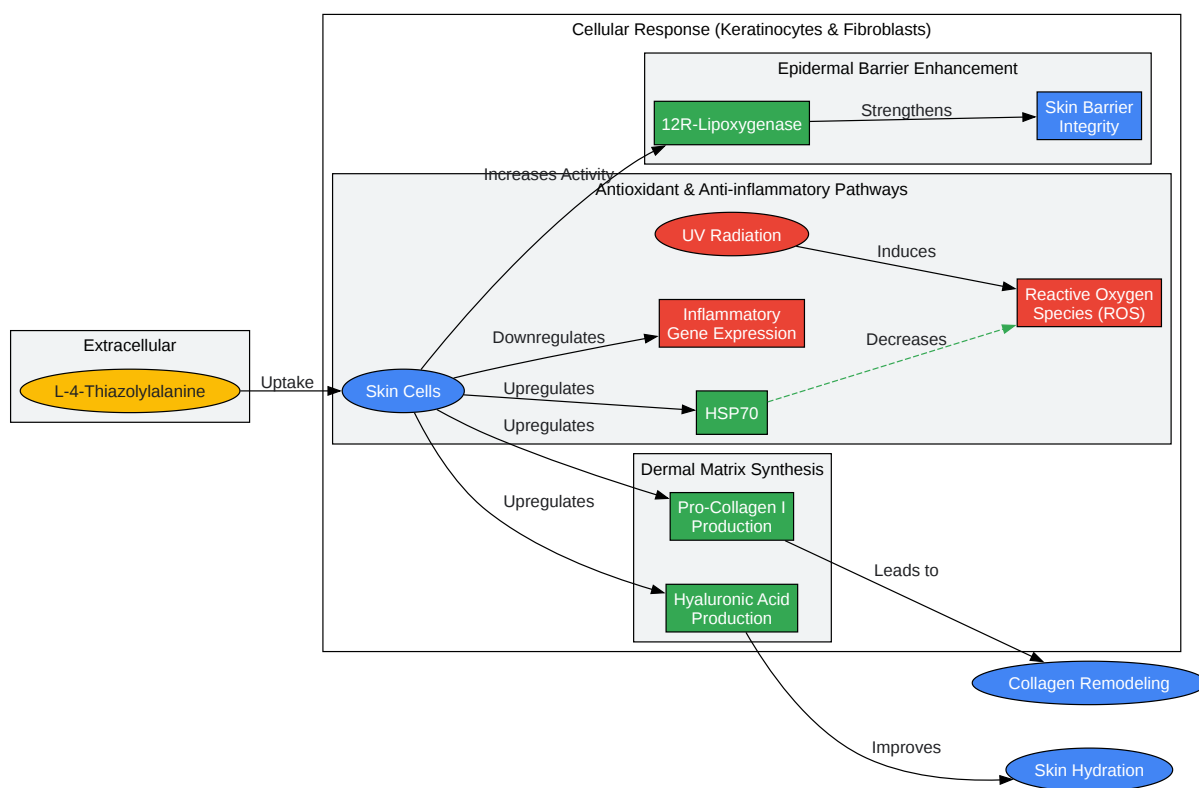 Cellular Response (Keratinocytes & Fibroblasts)
Epidermal Barrier Enhancement
12R-Lipoxygenase
Strengthens
Skin Barrier
Integrity
Increases Activity
Antioxidant & Anti-inflammatory Pathways
UV Radiation
Induces
Reactive Oxygen
Species (ROS)
Inflammatory
Gene Expression
Downregulates
Decreases
Extracellular
L-4-Thiazolylalanine
Uptake
Skin Cells
Upregulates
HSP70
Upregulates
Dermal Matrix Synthesis
Pro-Collagen I
Production
Upregulates
Leads to
Hyaluronic Acid
Production
Collagen Remodeling
Improves
Skin Hydration